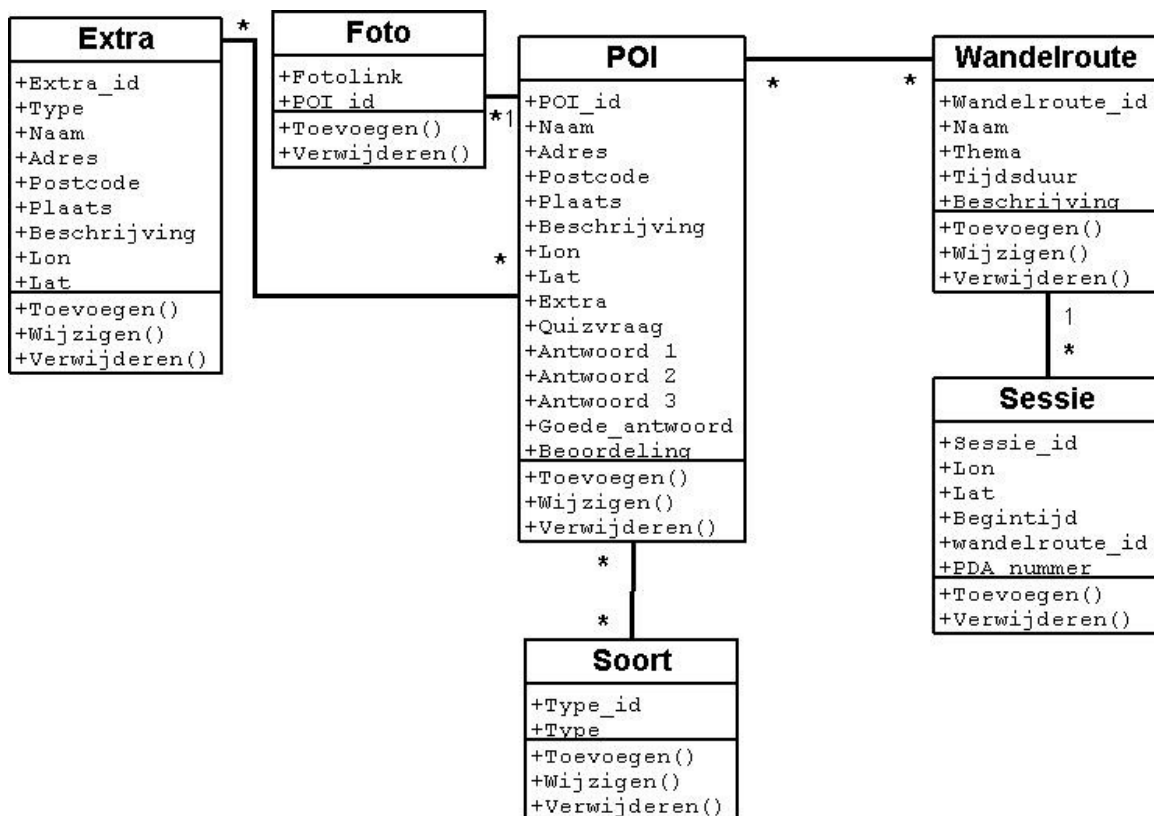 Extra
+Extra_id
+Type
+Naam
+Adres
+Postcode
+Plaats
+Beschrijving
+Lon
+Lat
+Toevoegen()
+Wijzigen()
+Verwijderen()
*
Foto
+Fotolink
+POI_id
+Toevoegen()
+Verwijderen()
*1
POI
+POI_id
+Naam
+Adres
+Postcode
+Plaats
+Beschrijving
+Lon
+Lat
+Extra
+Quizvraag
+Antwoord 1
+Antwoord 2
+Antwoord 3
+Goede_antwoord
+Beoordeling
+Toevoegen()
+Wijzigen()
+Verwijderen()
*
*
*
Wandelroute
+Wandelroute_id
+Naam
+Thema
+Tijdsduur
+Beschrijving
+Toevoegen()
+Wijzigen()
+Verwijderen()
*
1
*
Sessie
+Sessie_id
+Lon
+Lat
+Begintijd
+wandelroute_id
+PDA_nummer
+Toevoegen()
+Verwijderen()
*
Soort
+Type_id
+Type
+Toevoegen()
+Wijzigen()
+Verwijderen()